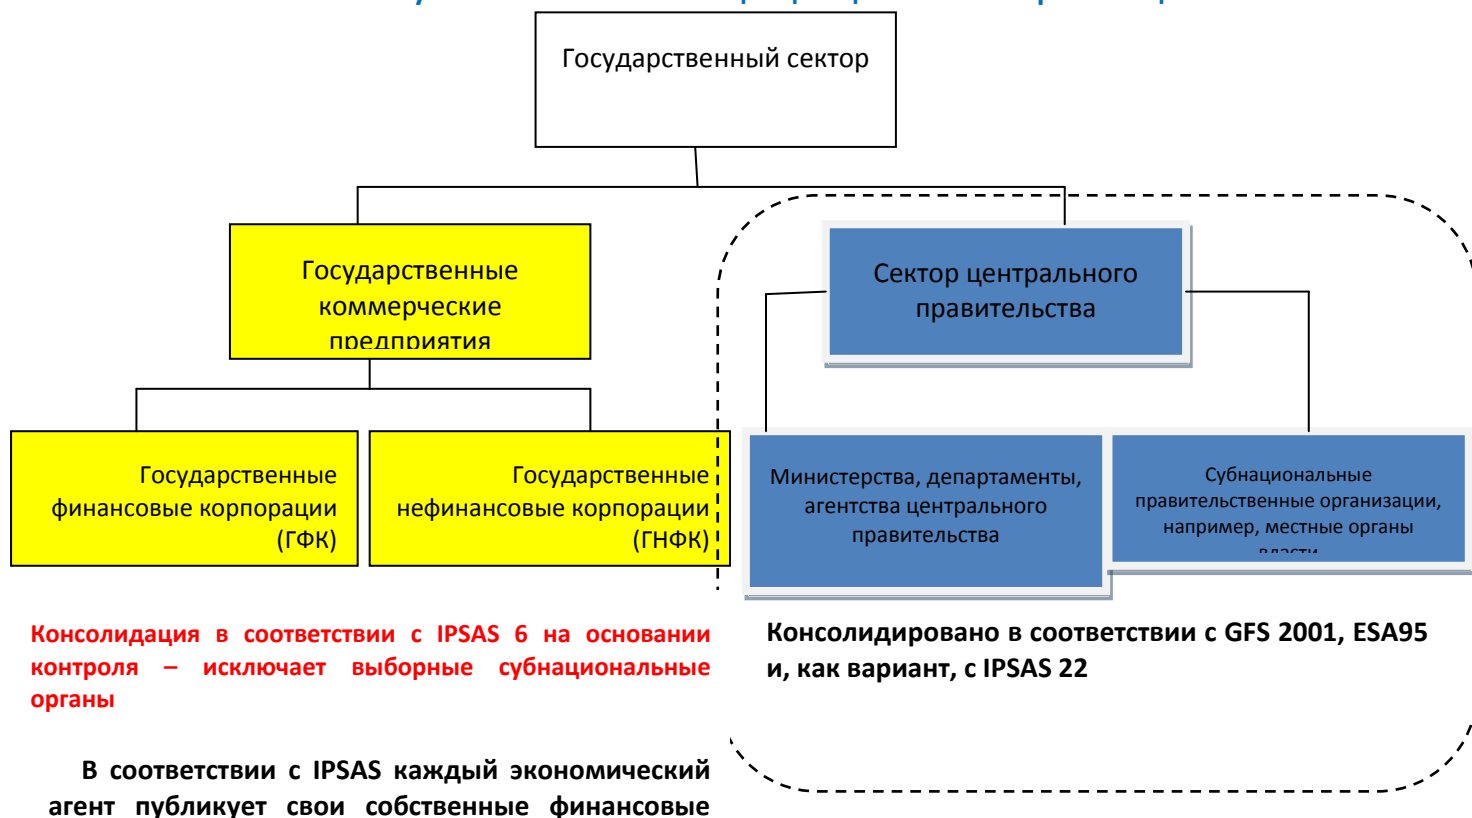 Государственный сектор
Государственные
коммерческие
предприятия
Сектор центрального
правительства
Государственные
финансовые корпорации
(ГФК)
Государственные
нефинансовые корпорации
(ГНФК)
Министерства, департаменты,
агентства центрального
правительства
Субнациональные
правительственные организации,
например, местные органы
власти
Консолидация в соответствии с IPSAS 6 на основании
контроля – исключает выборные субнациональные
органы
Консолидировано в соответствии с GFS 2001, ESA95
и, как вариант, с IPSAS 22
В соответствии с IPSAS каждый экономический
агент публикует свои собственные финансовые